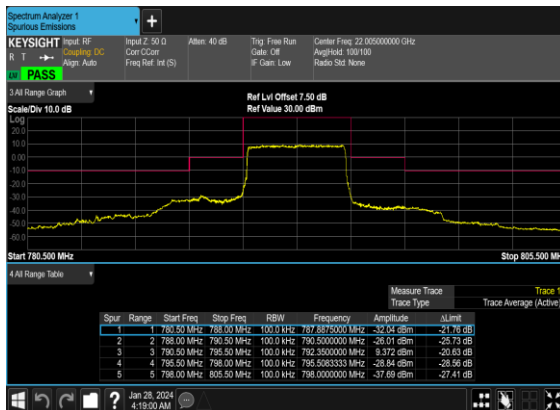 Spectrum Analyzer 1
Spurious Emissions
+
KEYSIGHT Input: RF Input Z: 50 Ω Atten: 40 dB Trig: Free Run Center Freq: 22.005000000 GHz
R T Coupling: DC Corr CCorr Gate: Off Avg|Hold: 100/100
Align: Auto Freq Ref: Int (S) IF Gain: Low Radio Std: None
PASS
3 All Range Graph
Ref Lvl Offset 7.50 dB
Scale/Div 10.0 dB Ref Value 30.00 dBm
Log
20.0
10.0
0.00
-10.0
-20.0
-30.0
-40.0
-50.0
-60.0
Start 780.500 MHz Stop 805.500 MH
4 All Range Table
Measure Trace Trace 1
Trace Type Trace Average (Active)
Spur Range Start Freq Stop Freq RBW Frequency Amplitude ΔLimit
1 1 780.50 MHz 788.00 MHz 100.0 kHz 787.8875000 MHz -32.04 dBm -21.76 dB
2 2 788.00 MHz 790.50 MHz 100.0 kHz 790.5000000 MHz -26.01 dBm -25.73 dB
3 3 790.50 MHz 795.50 MHz 100.0 kHz 792.3500000 MHz 9.372 dBm -20.63 dB
4 4 795.50 MHz 798.00 MHz 100.0 kHz 795.5083333 MHz -28.84 dBm -28.56 dB
5 5 798.00 MHz 805.50 MHz 100.0 kHz 798.0000000 MHz -37.69 dBm -27.41 dB
? Jan 28, 2024
4:19:00 AM